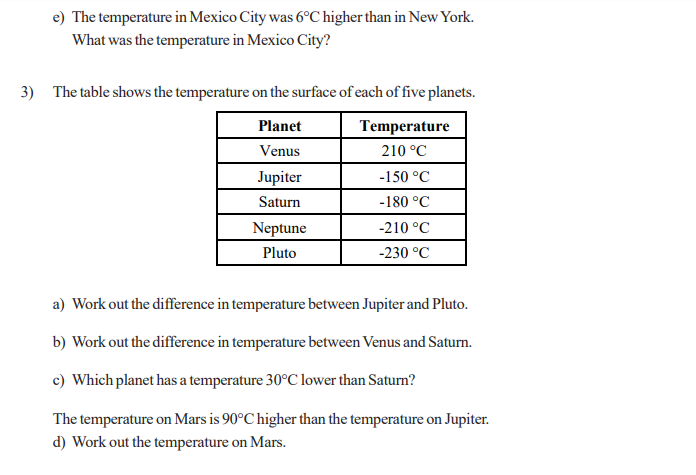 e) The temperature in Mexico City was 6°C higher than in New York.
What was the temperature in Mexico City?
3) The table shows the temperature on the surface of each of five planets.
Planet Temperature
Venus 210 °C
Jupiter -150 °C
Saturn -180 °C
Neptune -210 °C
Pluto -230 °C
a) Work out the difference in temperature between Jupiter and Pluto.
b) Work out the difference in temperature between Venus and Saturn.
c) Which planet has a temperature 30°C lower than Saturn?
The temperature on Mars is 90°C higher than the temperature on Jupiter.
d) Work out the temperature on Mars.